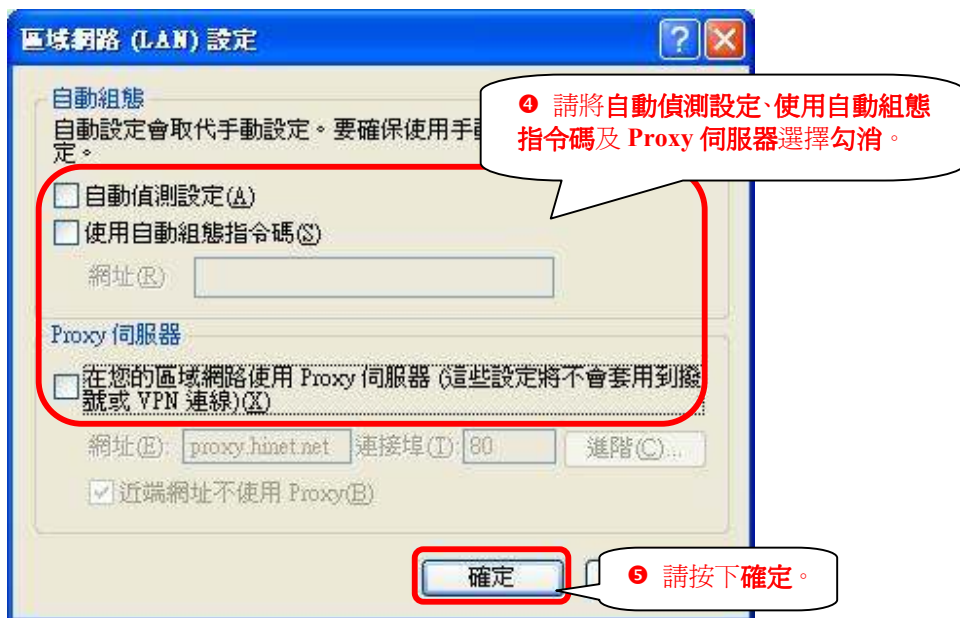 區域網路 (LAN) 設定
自動組態
自動設定會取代手動設定。要確保使用手
定。
❹ 請將自動偵測設定、使用自動組態
指令碼及 Proxy 伺服器選擇勾消。
自動偵測設定(A)
使用自動組態指令碼(S)
網址(R)
Proxy 伺服器
在您的區域網路使用 Proxy 伺服器 (這些設定將不會套用到撥
號或 VPN 連線)(X)
網址(E): proxy.hinet.net 連接埠(T): 80 進階(C)...
近端網址不使用 Proxy(B)
確定
❺ 請按下確定。